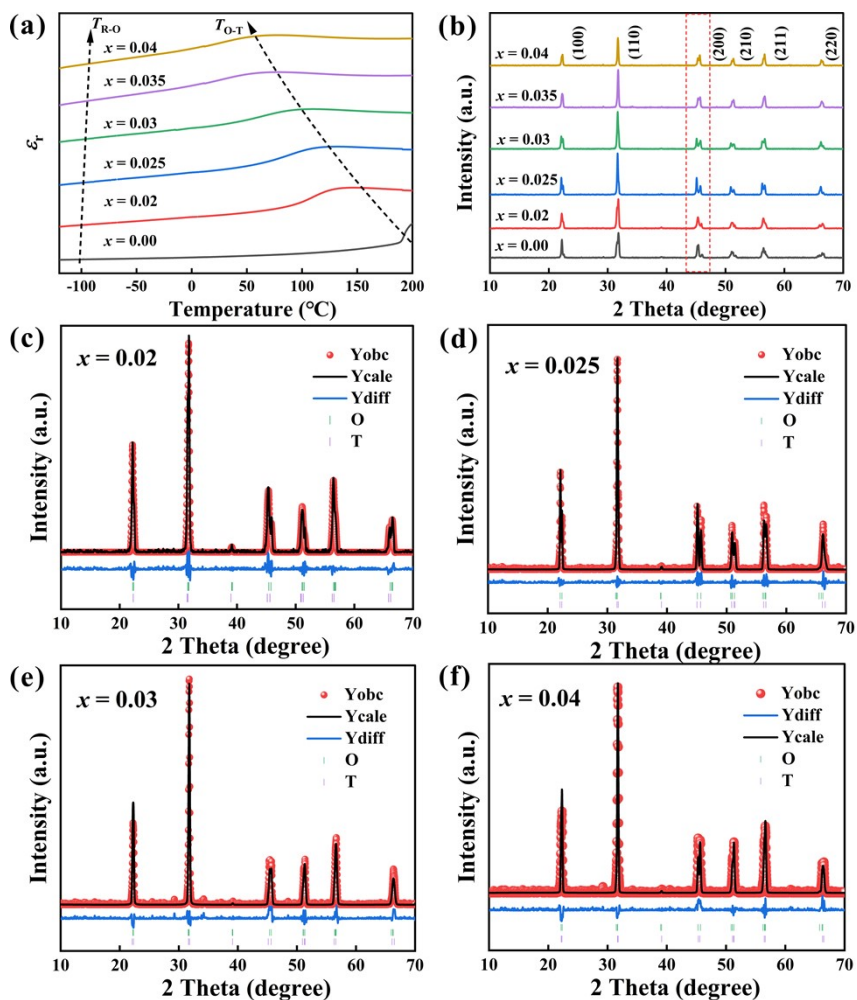 (a)
T_R-O
T_O-T
x = 0.04
x = 0.035
x = 0.03
x = 0.025
x = 0.02
x = 0.00
ε_r
-100 -50 0 50 100 150 200
Temperature (°C)
(b)
x = 0.04
x = 0.035
x = 0.03
x = 0.025
x = 0.02
x = 0.00
(100)
(110)
(200)
(210)
(211)
(220)
Intensity (a.u.)
10 20 30 40 50 60 70
2 Theta (degree)
(c)
x = 0.02
Yobc
Ycale
Ydiff
O
T
Intensity (a.u.)
10 20 30 40 50 60 70
2 Theta (degree)
(d)
x = 0.025
Yobc
Ycale
Ydiff
O
T
Intensity (a.u.)
10 20 30 40 50 60 70
2 Theta (degree)
(e)
x = 0.03
Yobc
Ycale
Ydiff
O
T
Intensity (a.u.)
10 20 30 40 50 60 70
2 Theta (degree)
(f)
x = 0.04
Yobc
Ydiff
Ycale
O
T
Intensity (a.u.)
10 20 30 40 50 60 70
2 Theta (degree)